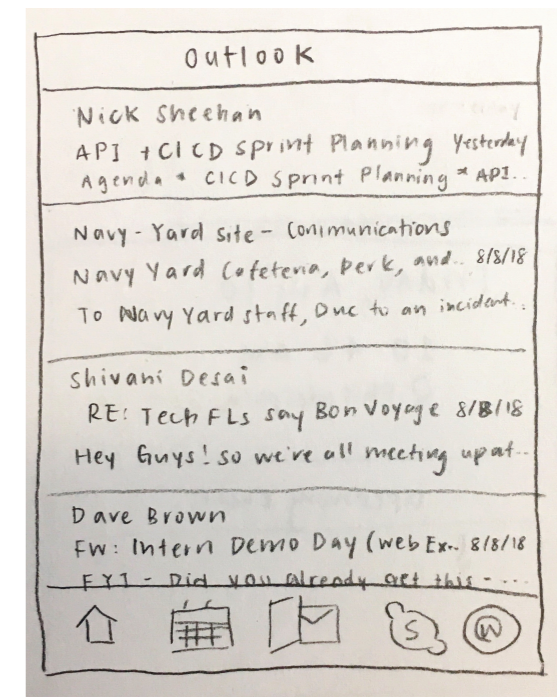 Outlook
Nick Sheehan
API + CICD Sprint Planning Yesterday
Agenda * CICD Sprint Planning * API..
Navy-Yard site - Communications
Navy Yard Cafeteria, Perk, and.. 8/8/18
To Navy Yard staff, Due to an incident..
Shivani Desai
RE: Tech FLs say Bon Voyage 8/8/18
Hey Guys! so we're all meeting up at..
Dave Brown
FW: Intern Demo Day (web Ex.. 8/8/18
FYI - Did you already get this - ...
S W